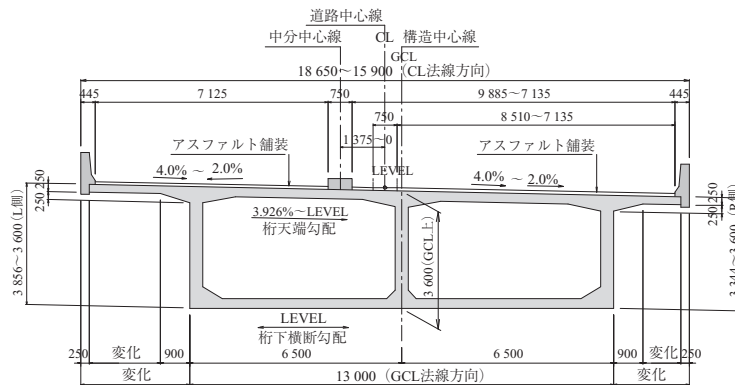 道路中心線
中分中心線
CL
構造中心線
GCL
18 650～15 900 (CL法線方向)
445
7 125
750
9 885～7 135
445
750
8 510～7 135
1 375～0
アスファルト舗装
アスファルト舗装
4.0% ～ 2.0%
LEVEL
4.0% ～ 2.0%
250 250
250
3 856～3 600 (L側)
3.926%～LEVEL
桁天端勾配
3 600 (GCL上)
250 250
250
3 344～3 600 (R側)
LEVEL
桁下横断勾配
250
変化
900
6 500
6 500
900
変化
250
変化
13 000 (GCL法線方向)
変化